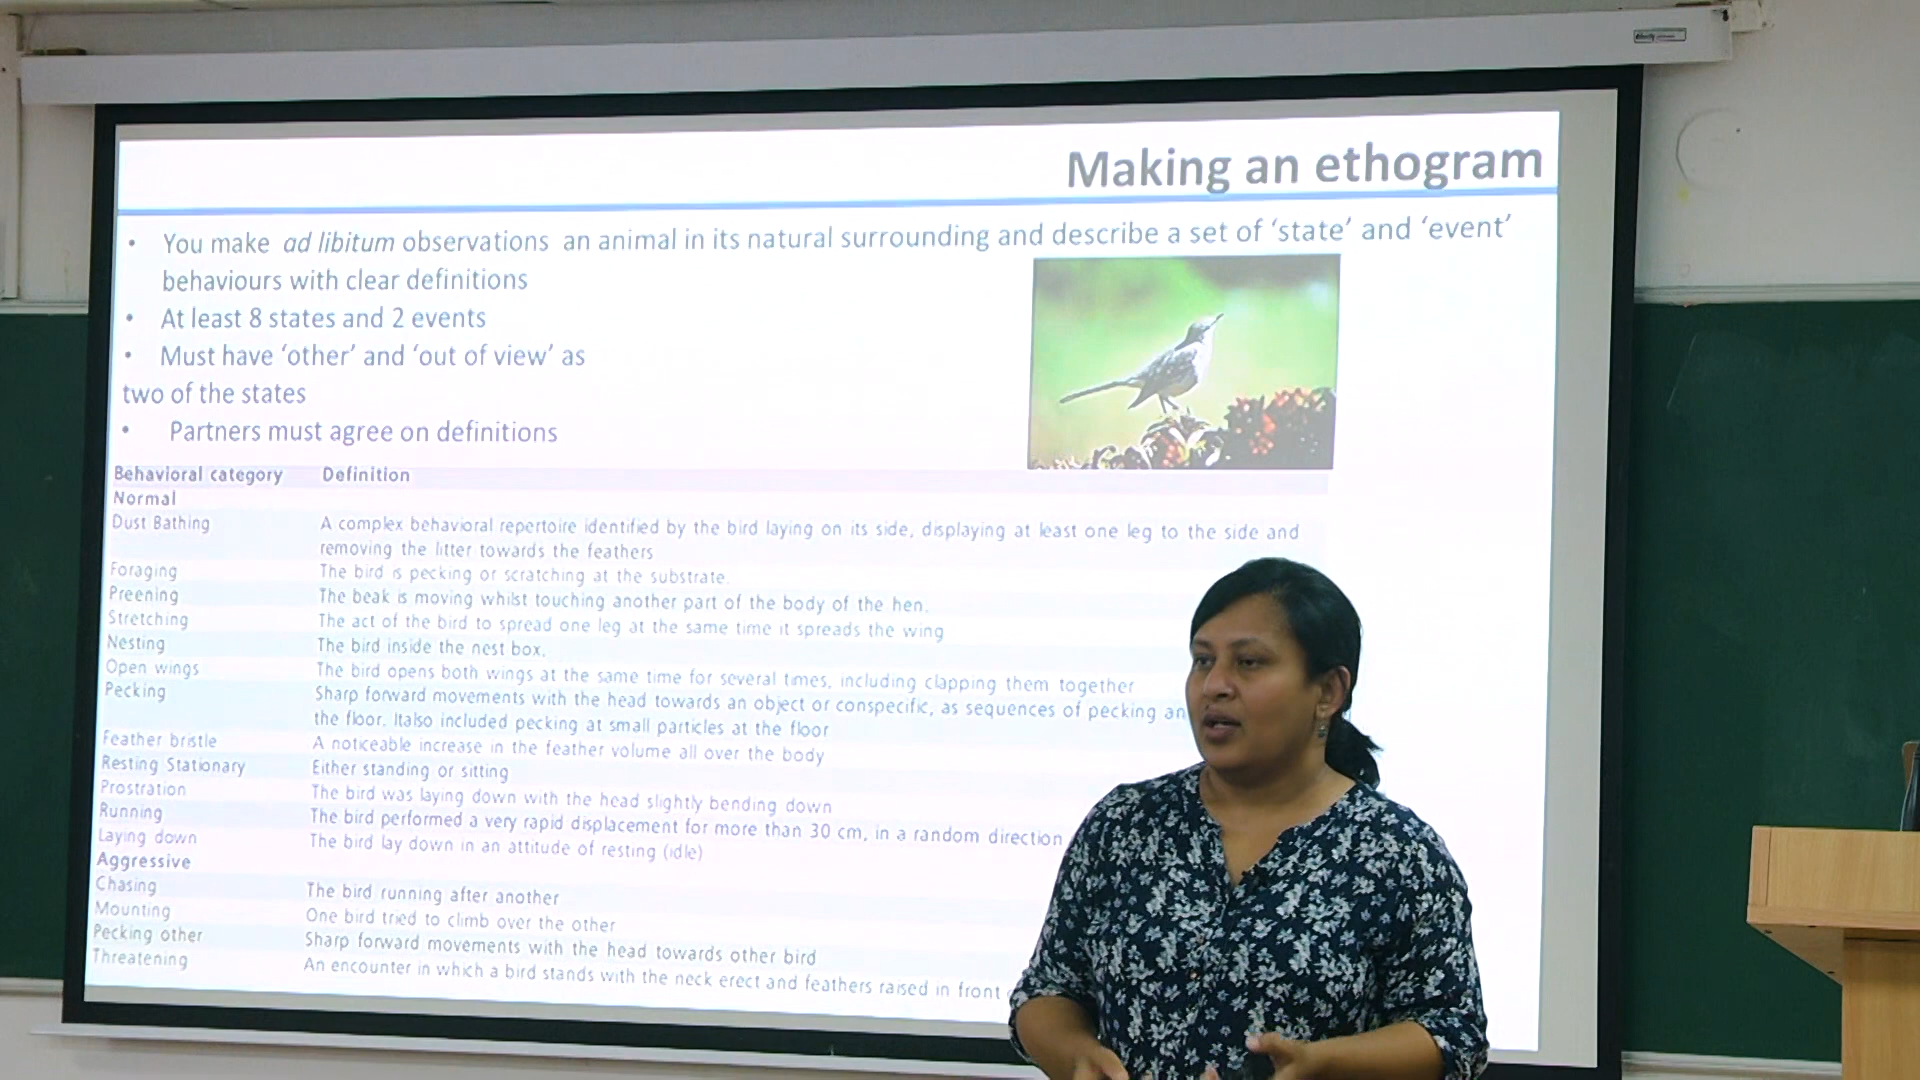 Making an ethogram
• You make ad libitum observations an animal in its natural surrounding and describe a set of ‘state’ and ‘event’
behaviours with clear definitions
• At least 8 states and 2 events
• Must have ‘other’ and ‘out of view’ as
two of the states
• Partners must agree on definitions
Behavioral category Definition
Normal
Dust Bathing A complex behavioral repertoire identified by the bird laying on its side, displaying at least one leg to the side and
removing the litter towards the feathers
Foraging The bird is pecking or scratching at the substrate.
Preening The beak is moving whilst touching another part of the body of the hen.
Stretching The act of the bird to spread one leg at the same time it spreads the wing
Nesting The bird inside the nest box.
Open wings The bird opens both wings at the same time for several times, including clapping them together
Pecking Sharp forward movements with the head towards an object or conspecific, as sequences of pecking an
the floor. Italso included pecking at small particles at the floor
Feather bristle A noticeable increase in the feather volume all over the body
Resting Stationary Either standing or sitting
Prostration The bird was laying down with the head slightly bending down
Running The bird performed a very rapid displacement for more than 30 cm, in a random direction
Laying down The bird lay down in an attitude of resting (idle)
Aggressive
Chasing The bird running after another
Mounting One bird tried to climb over the other
Pecking other Sharp forward movements with the head towards other bird
Threatening An encounter in which a bird stands with the neck erect and feathers raised in front